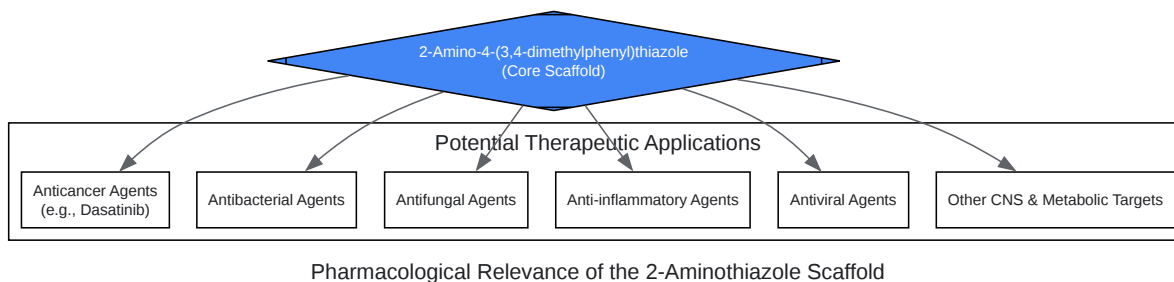 2-Amino-4-(3,4-dimethylphenyl)thiazole
(Core Scaffold)
Potential Therapeutic Applications
Anticancer Agents
(e.g., Dasatinib)
Antibacterial Agents
Antifungal Agents
Anti-inflammatory Agents
Antiviral Agents
Other CNS & Metabolic Targets
Pharmacological Relevance of the 2-Aminothiazole Scaffold